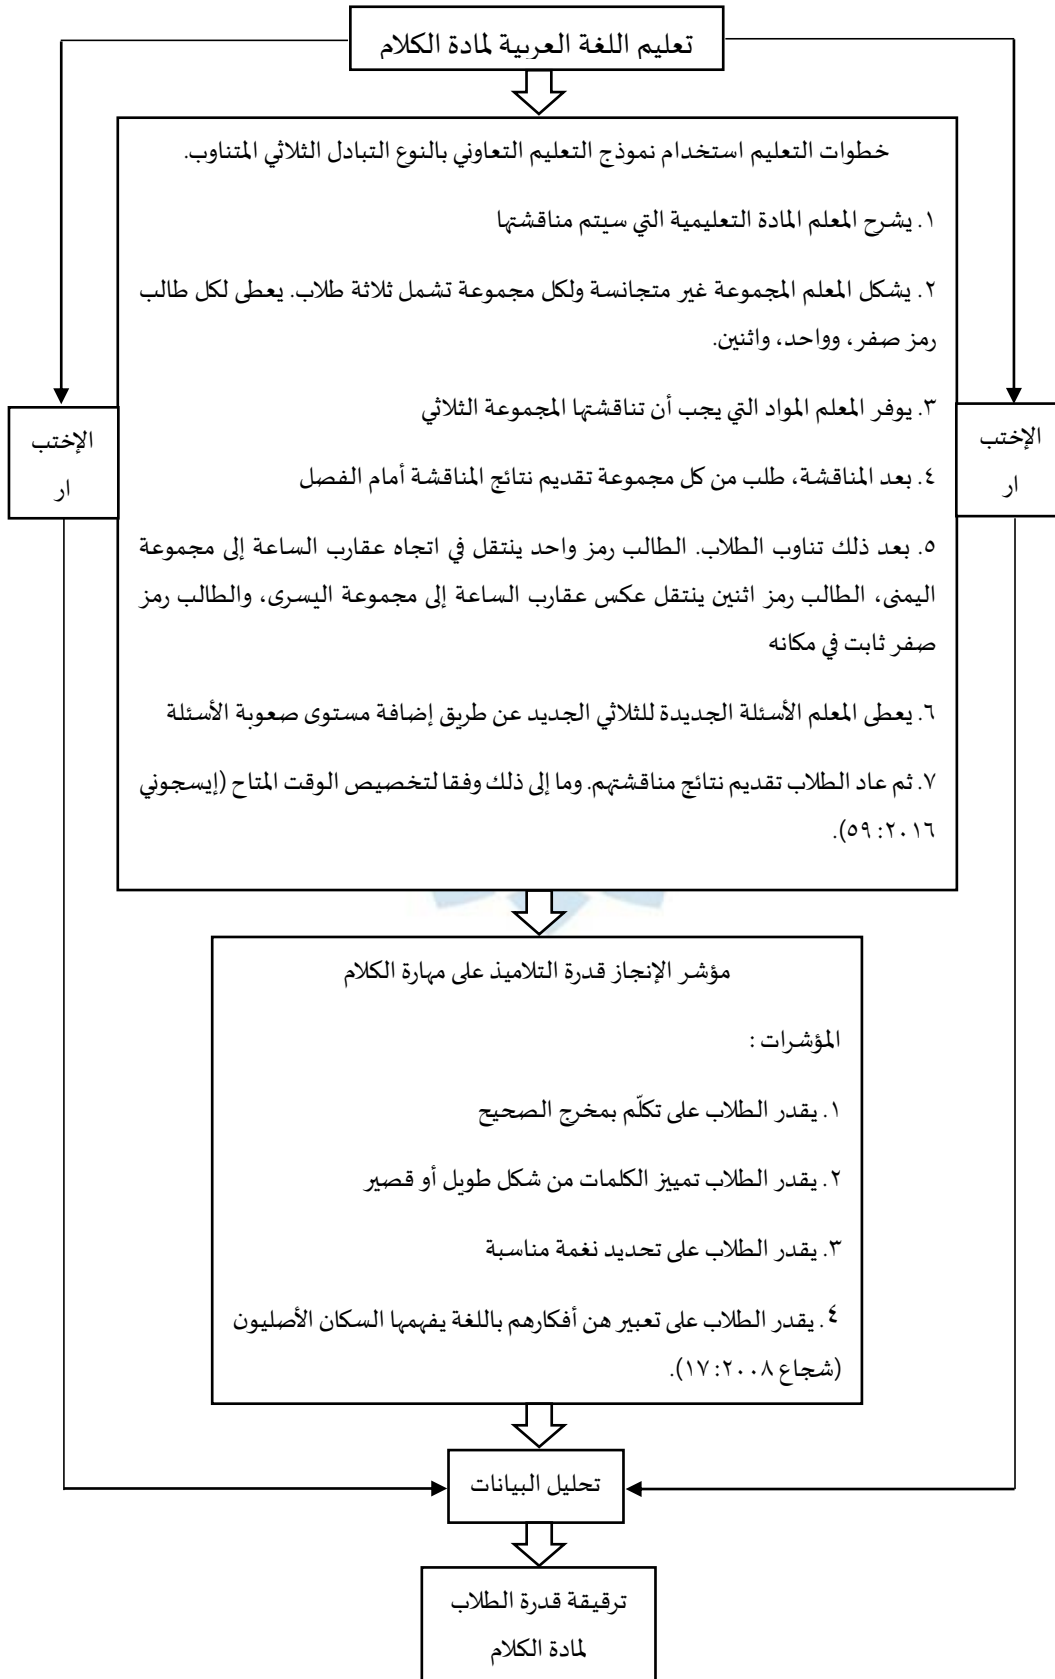 تعليم اللغة العربية لمادة الكلام
خطوات التعليم استخدام نموذج التعليم التعاوني بالنوع التبادل الثلاثي المتناوب.
١. يشرح المعلم المادة التعليمية التي سيتم مناقشتها
٢. يشكل المعلم المجموعة غير متجانسة ولكل مجموعة تشمل ثلاثة طلاب. يعطى لكل طالب
رمز صفر، وواحد، واثنين.
٣. يوفر المعلم المواد التي يجب أن تناقشتها المجموعة الثلاثي
٤. بعد المناقشة، طلب من كل مجموعة تقديم نتائج المناقشة أمام الفصل
٥. بعد ذلك تناوب الطلاب. الطالب رمز واحد ينتقل في اتجاه عقارب الساعة إلى مجموعة
اليمنى، الطالب رمز اثنين ينتقل عكس عقارب الساعة إلى مجموعة اليسرى، والطالب رمز
صفر ثابت في مكانه
٦. يعطى المعلم الأسئلة الجديدة للثلاثي الجديد عن طريق إضافة مستوى صعوبة الأسئلة
٧. ثم عاد الطلاب تقديم نتائج مناقشتهم. وما إلى ذلك وفقا لتخصيص الوقت المتاح (إيسجوني
٢٠١٦: ٥٩).
الإختب
ار
الإختب
ار
مؤشر الإنجاز قدرة التلاميذ على مهارة الكلام
المؤشرات :
١. يقدر الطلاب على تكلّم بمخرج الصحيح
٢. يقدر الطلاب تمييز الكلمات من شكل طويل أو قصير
٣. يقدر الطلاب على تحديد نغمة مناسبة
٤. يقدر الطلاب على تعبير هن أفكارهم باللغة يفهمها السكان الأصليون
(شجاع ٢٠٠٨: ١٧).
تحليل البيانات
ترقيقة قدرة الطلاب
لمادة الكلام